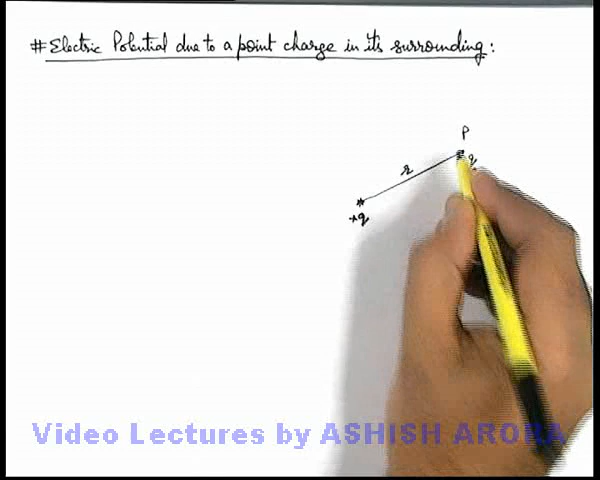 # Electric Potential due to a point charge in its surrounding :
P
r
q
+q
Video Lectures by ASHISH ARORA